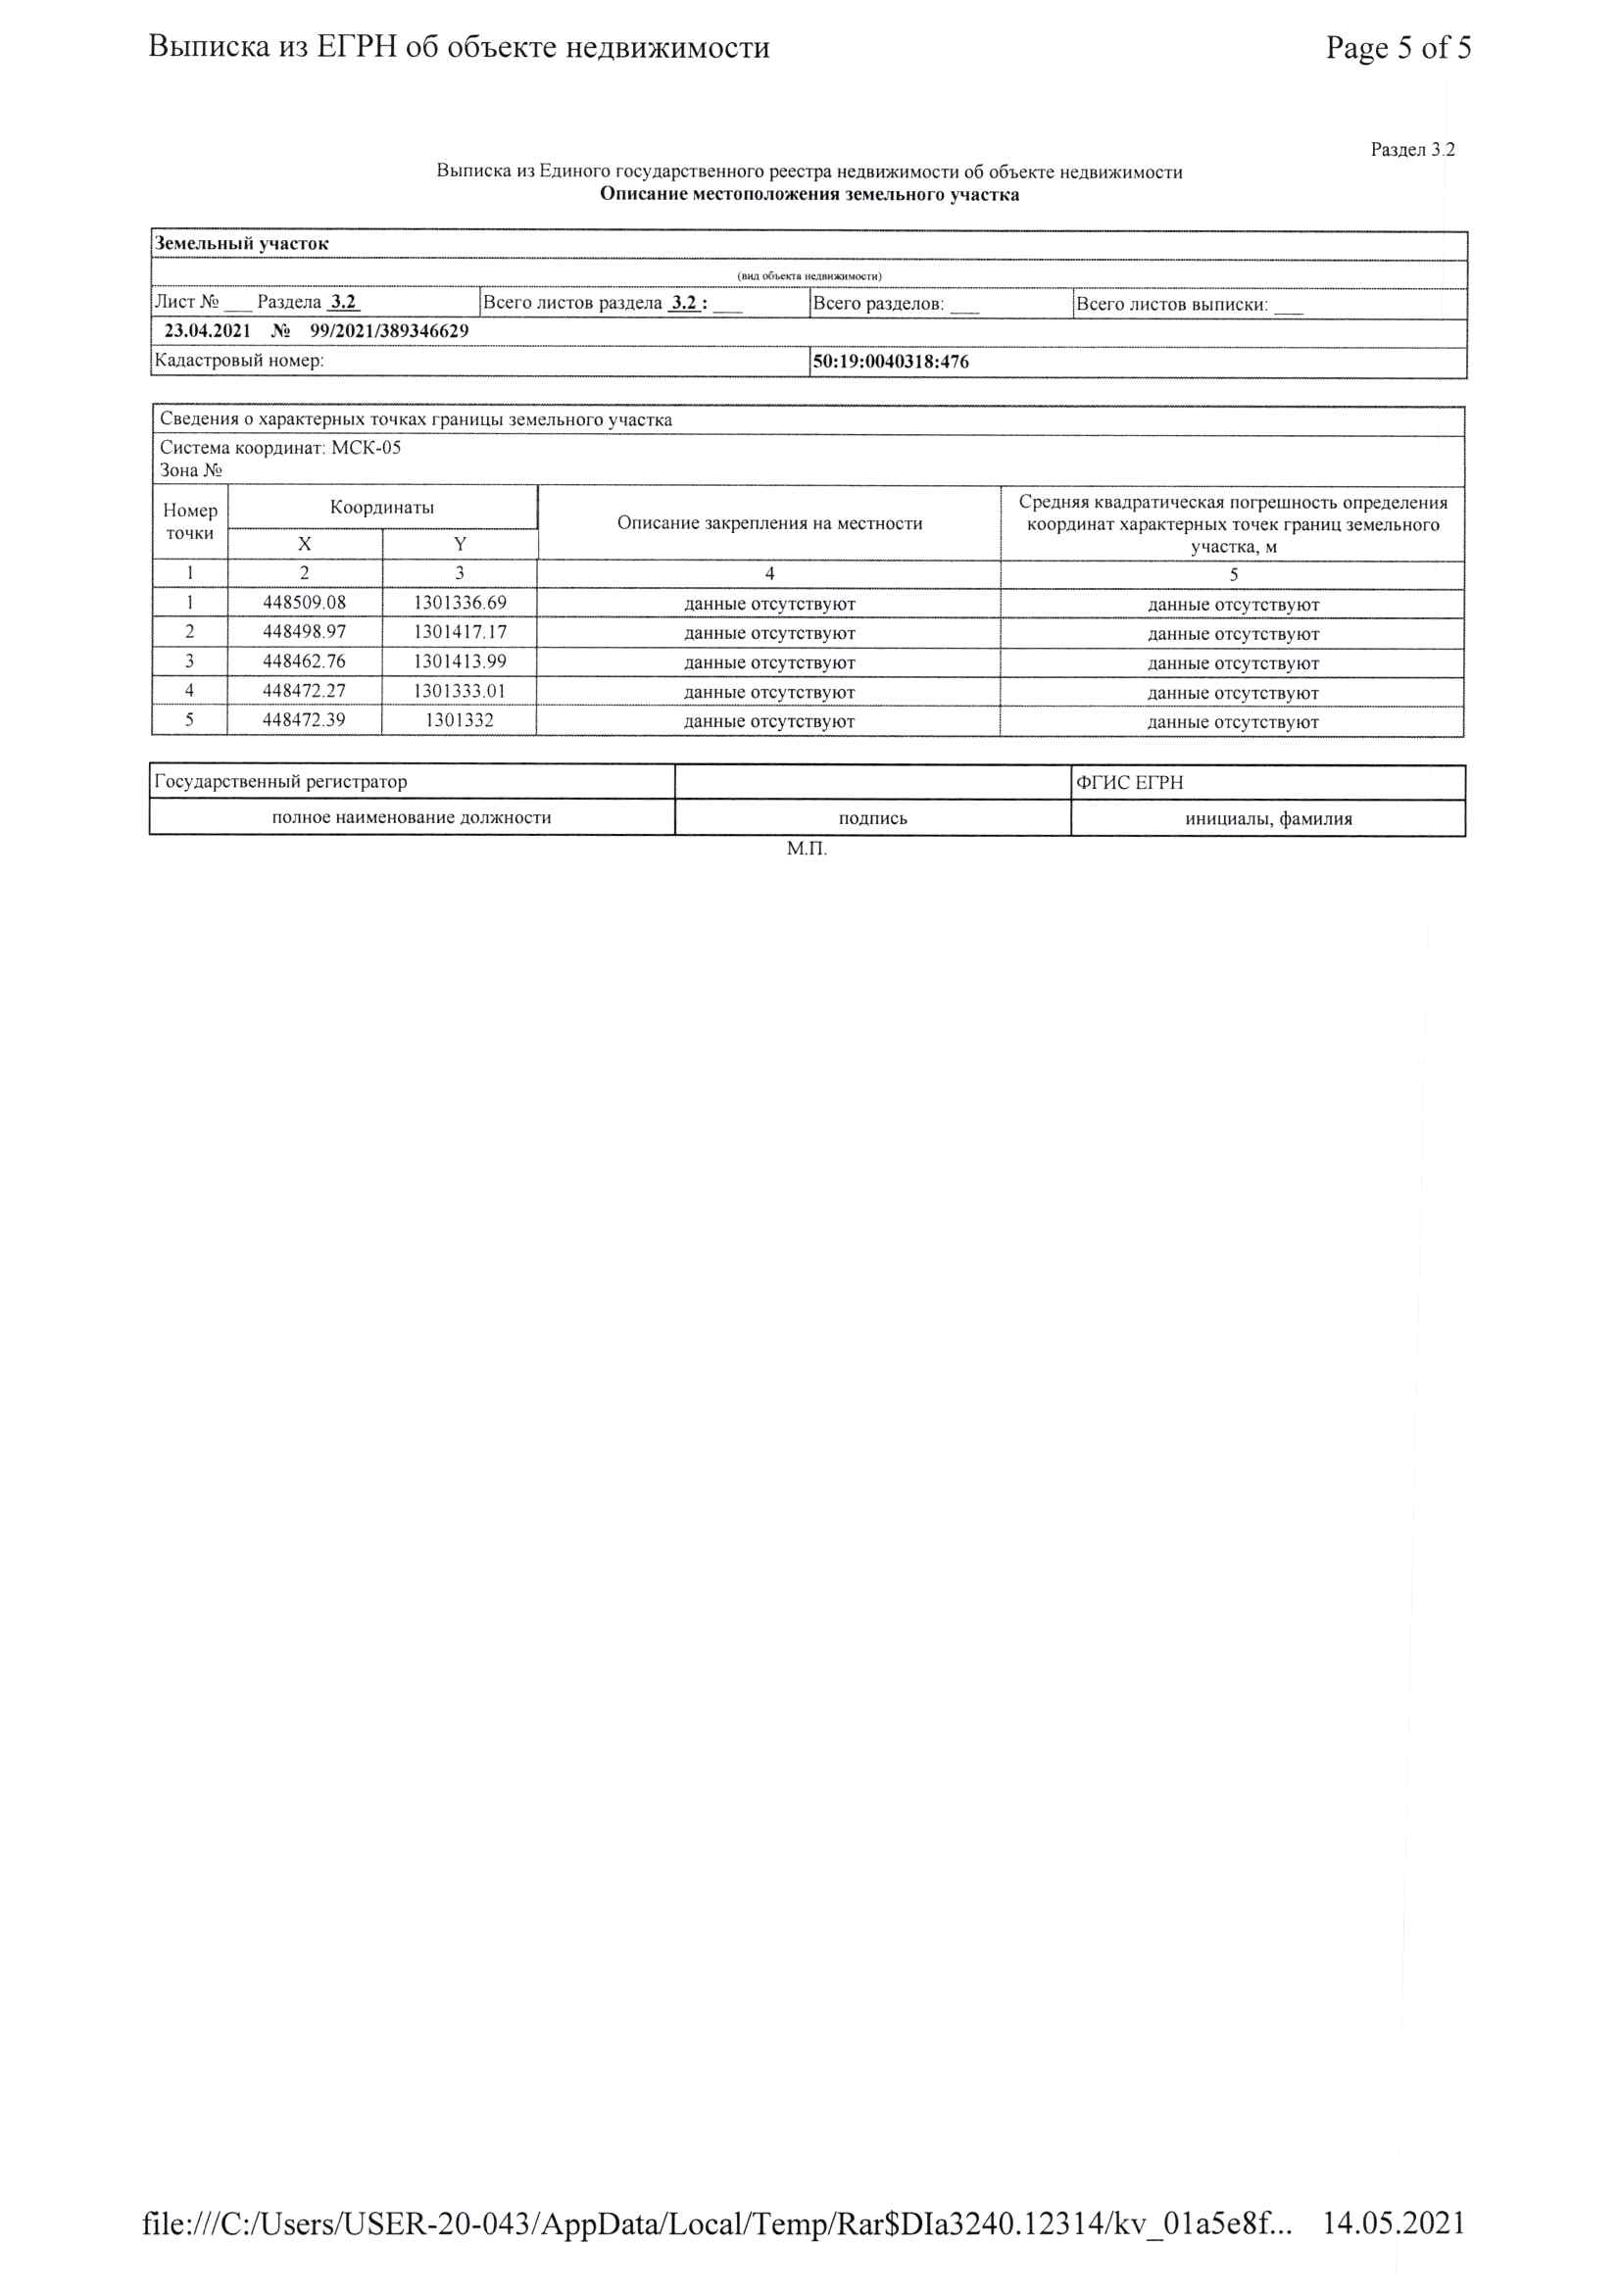 Выписка из ЕГРН об объекте недвижимости Page 5 of 5
Раздел 3.2
Выписка из Единого государственного реестра недвижимости об объекте недвижимости
Описание местоположения земельного участка
Земельный участок
(вид объекта недвижимости)
Лист № ___ Раздела 3.2 Всего листов раздела 3.2 : ___ Всего разделов: ___ Всего листов выписки: ___
23.04.2021 № 99/2021/389346629
Кадастровый номер: 50:19:0040318:476
Сведения о характерных точках границы земельного участка
Система координат: МСК-05
Зона №
Номер точки Координаты Описание закрепления на местности Средняя квадратическая погрешность определения координат характерных точек границ земельного участка, м
X Y
1 2 3 4 5
1 448509.08 1301336.69 данные отсутствуют данные отсутствуют
2 448498.97 1301417.17 данные отсутствуют данные отсутствуют
3 448462.76 1301413.99 данные отсутствуют данные отсутствуют
4 448472.27 1301333.01 данные отсутствуют данные отсутствуют
5 448472.39 1301332 данные отсутствуют данные отсутствуют
Государственный регистратор ФГИС ЕГРН
полное наименование должности подпись инициалы, фамилия
М.П.
file:///C:/Users/USER-20-043/AppData/Local/Temp/Rar$DIa3240.12314/kv_01a5e8f... 14.05.2021